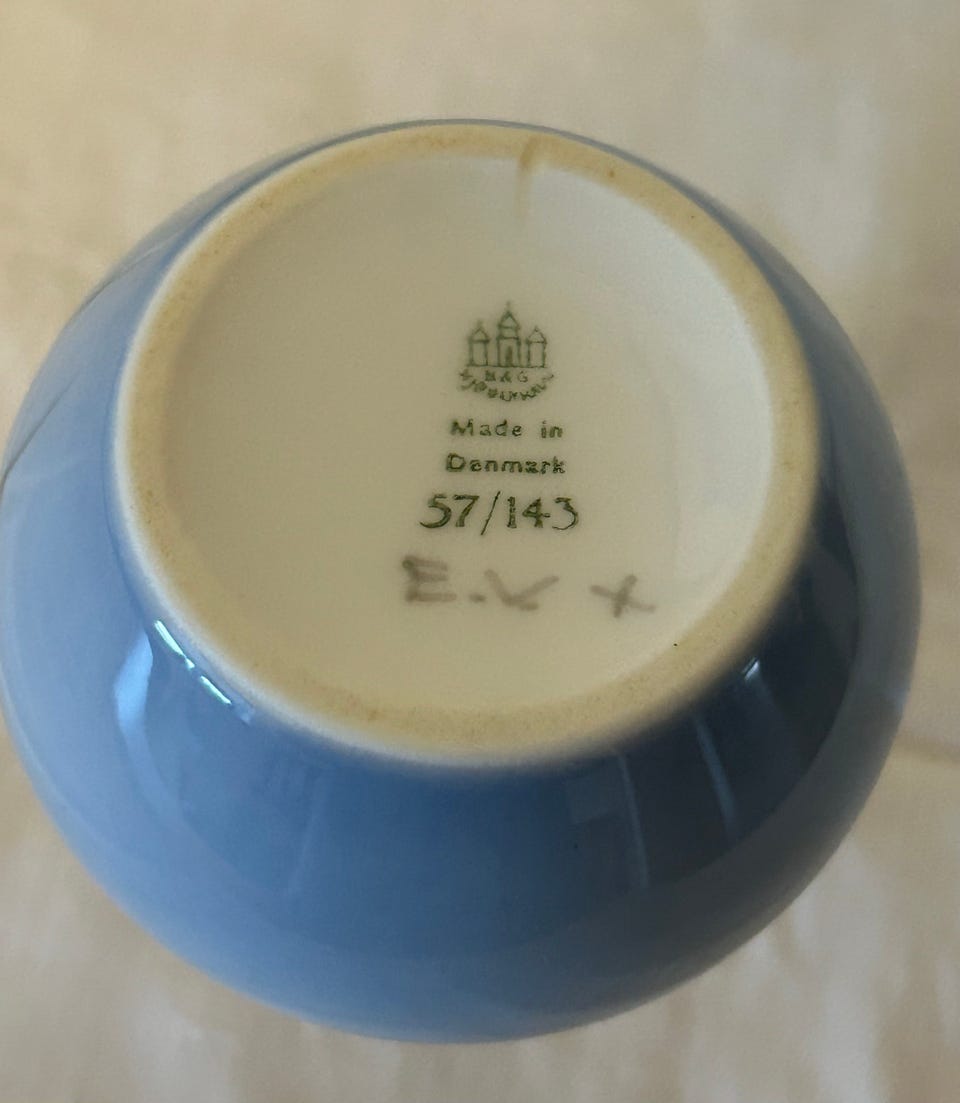 B&G
Made in
Denmark
57/143
E.K +